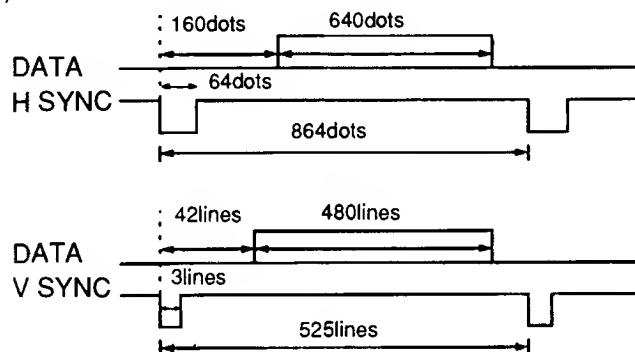 160dots 640dots
DATA
64dots
H SYNC
864dots
42lines 480lines
DATA
3lines
V SYNC
525lines